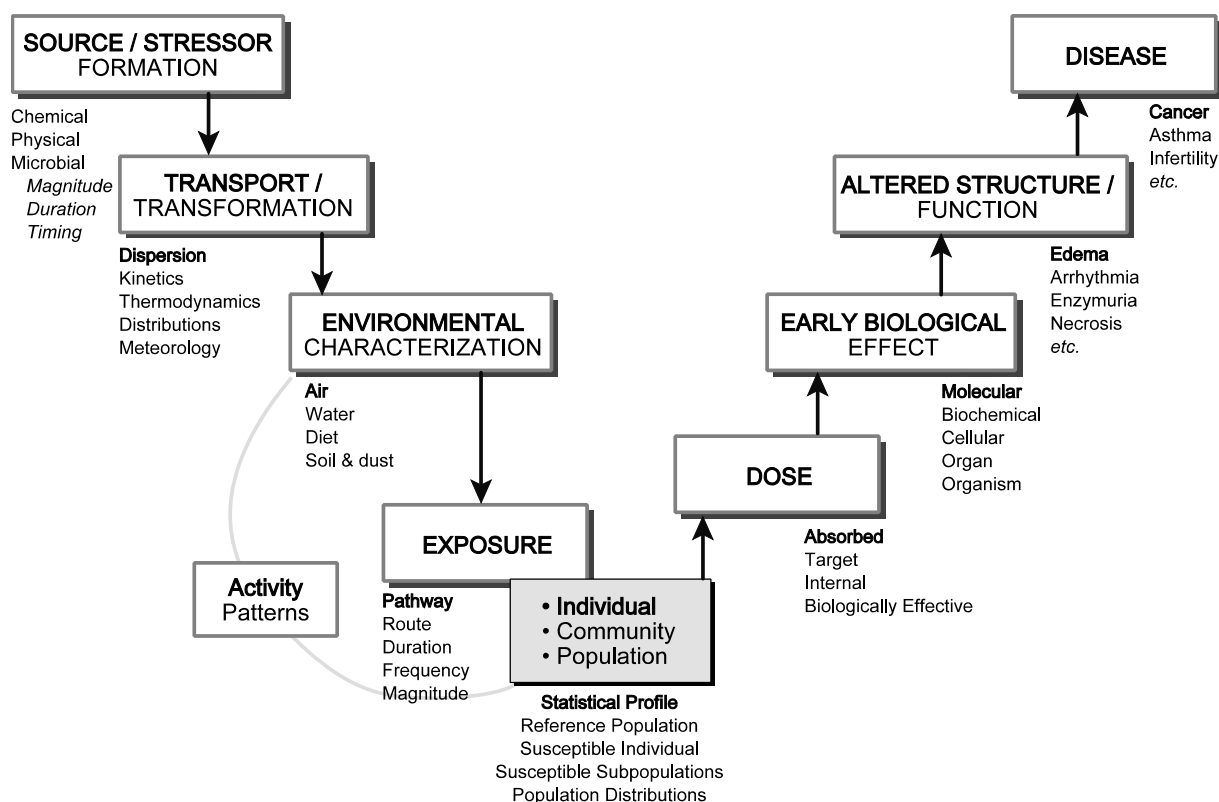 SOURCE / STRESSOR
FORMATION
Chemical
Physical
Microbial
Magnitude
Duration
Timing
TRANSPORT /
TRANSFORMATION
Dispersion
Kinetics
Thermodynamics
Distributions
Meteorology
ENVIRONMENTAL
CHARACTERIZATION
Air
Water
Diet
Soil & dust
Activity
Patterns
EXPOSURE
Pathway
Route
Duration
Frequency
Magnitude
• Individual
• Community
• Population
Statistical Profile
Reference Population
Susceptible Individual
Susceptible Subpopulations
Population Distributions
DOSE
Absorbed
Target
Internal
Biologically Effective
EARLY BIOLOGICAL
EFFECT
Molecular
Biochemical
Cellular
Organ
Organism
ALTERED STRUCTURE /
FUNCTION
Edema
Arrhythmia
Enzymuria
Necrosis
etc.
DISEASE
Cancer
Asthma
Infertility
etc.